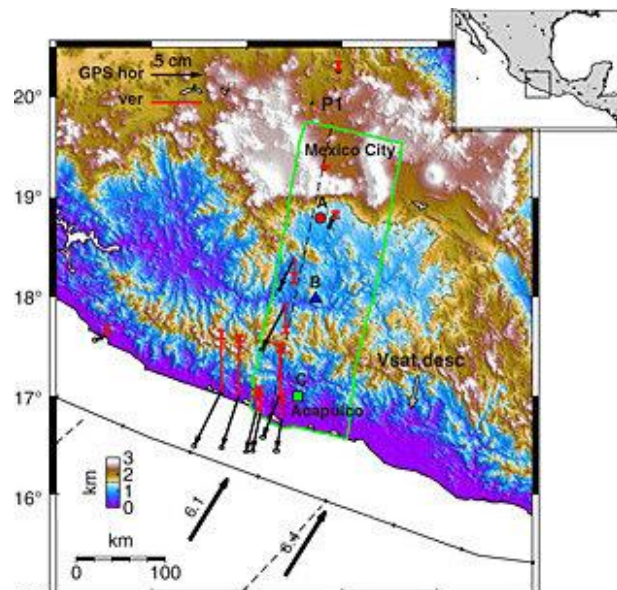 5 cm
GPS hor
ver
20°
P1
Mexico City
19°
A
18°
B
Vsat,desc
17°
C
Acapulco
16°
km
3
2
1
0
6.1
6.4
km
0 100